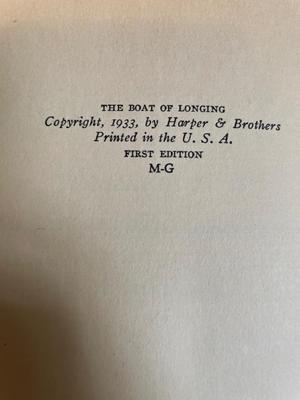 THE BOAT OF LONGING
Copyright, 1933, by Harper & Brothers
Printed in the U. S. A.
FIRST EDITION
M-G